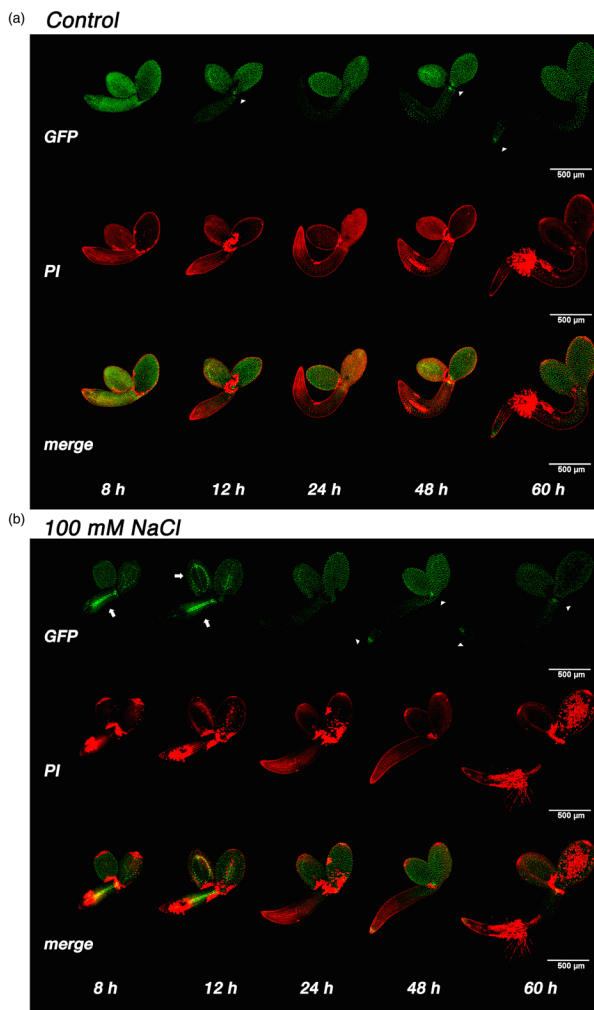 (a) Control
GFP
500 µm
PI
500 µm
merge
500 µm
8 h 12 h 24 h 48 h 60 h
(b) 100 mM NaCl
GFP
500 µm
PI
500 µm
merge
500 µm
8 h 12 h 24 h 48 h 60 h